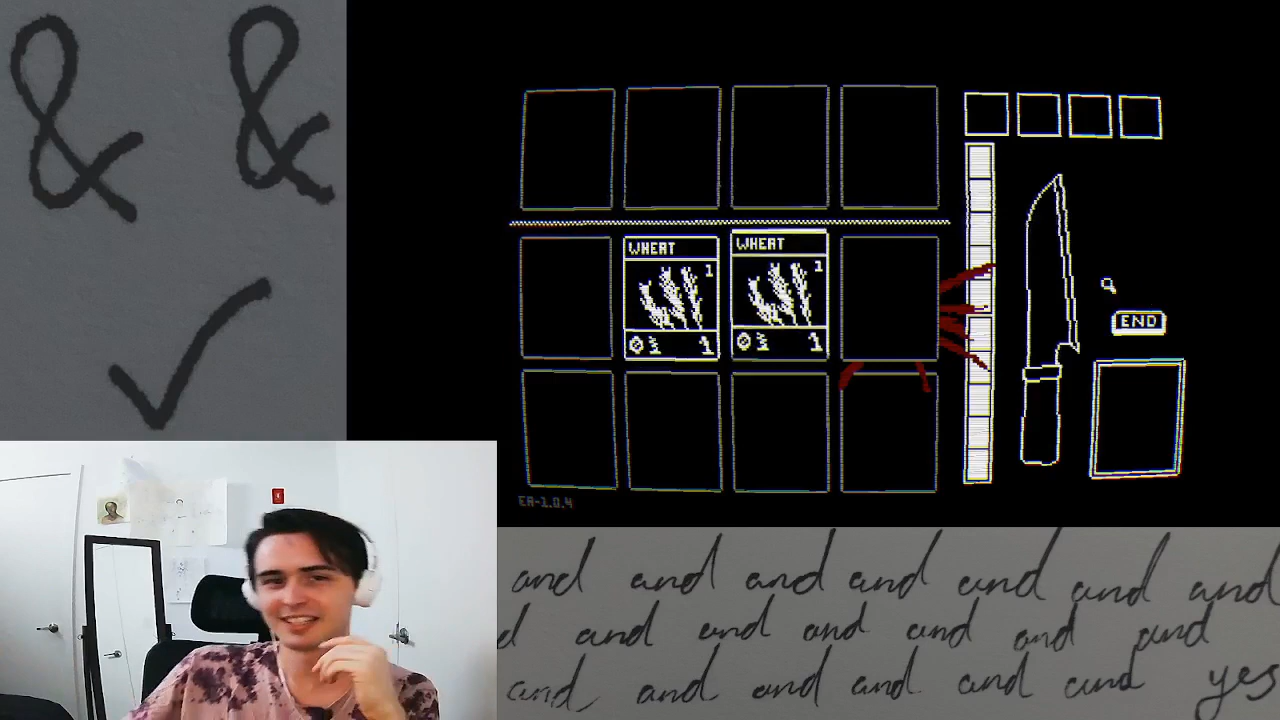 & &
WHEAT
1
3 1
WHEAT
1
3 1
END
EA-1.0.4
and and and and and and and
d and and and and and and
and and and and and and yes